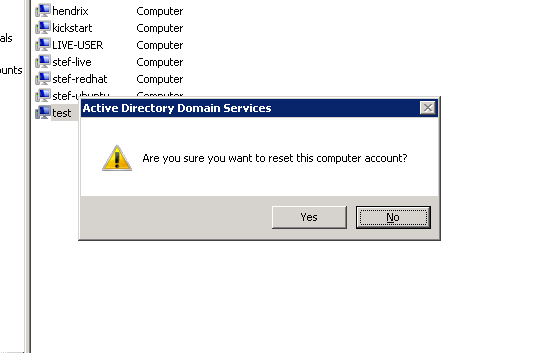 hendrix Computer
kickstart Computer
LIVE-USER Computer
als
stef-live Computer
ounts
stef-redhat Computer
stef-ubuntu Computer
test
Active Directory Domain Services
Are you sure you want to reset this computer account?
Yes No